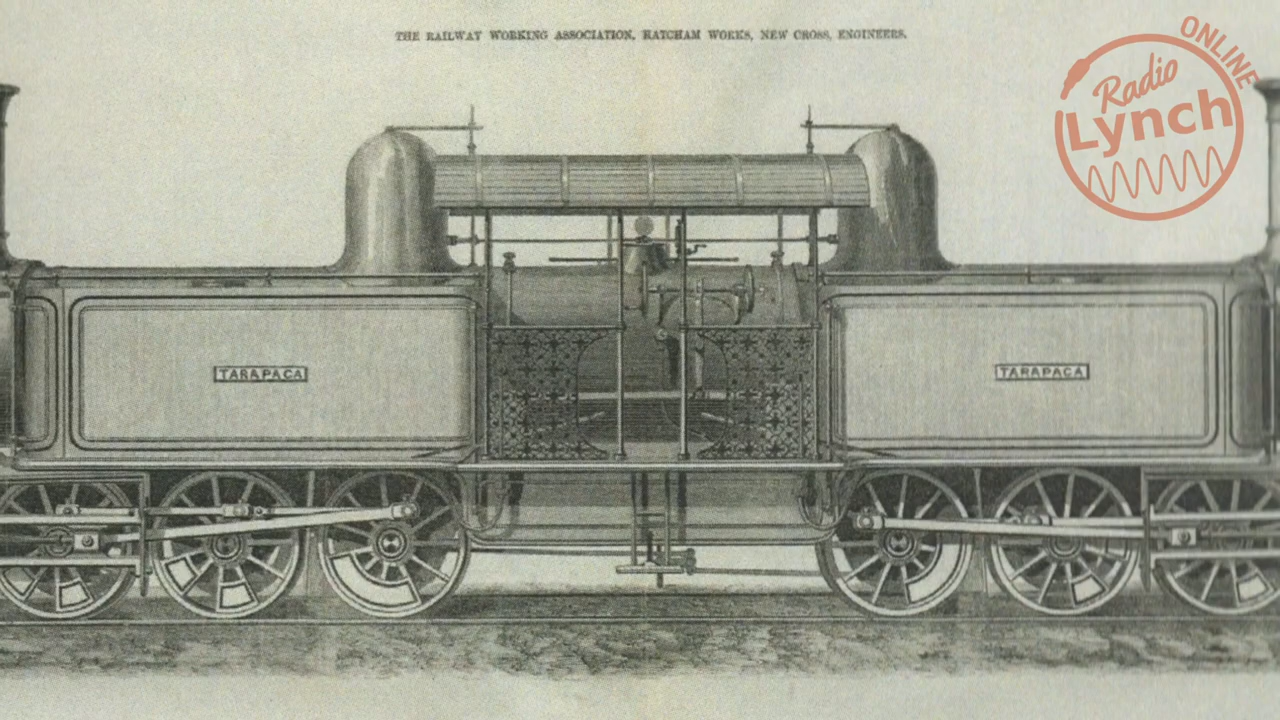 THE RAILWAY WORKING ASSOCIATION, HATCHAM WORKS, NEW CROSS, ENGINEERS.
ONLINE
Radio
Lynch
TARAPACA
TARAPACA